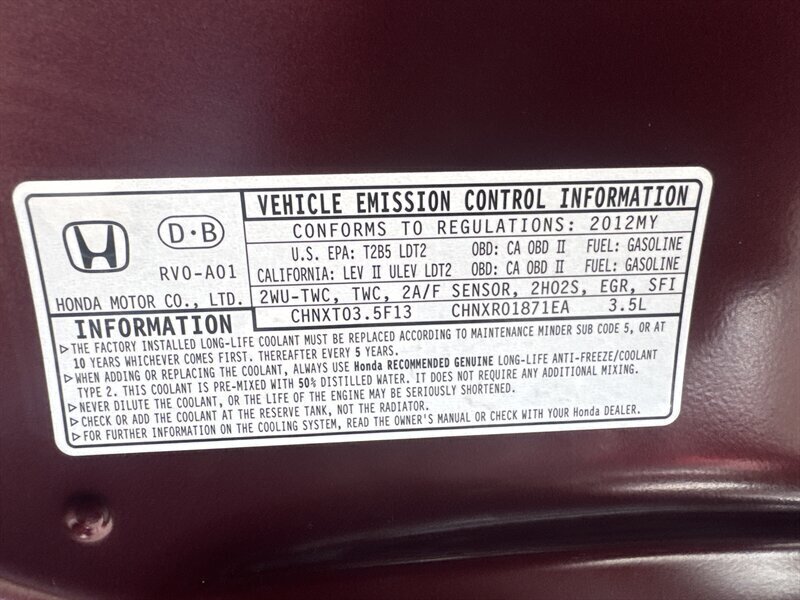 VEHICLE EMISSION CONTROL INFORMATION
CONFORMS TO REGULATIONS: 2012MY
U.S. EPA: T2B5 LDT2 OBD: CA OBD II FUEL: GASOLINE
CALIFORNIA: LEV II ULEV LDT2 OBD: CA OBD II FUEL: GASOLINE
2WU-TWC, TWC, 2A/F SENSOR, 2HO2S, EGR, SFI
CHNXT03.5F13 CHNXR01871EA 3.5L
D·B
RV0-A01
HONDA MOTOR CO., LTD.
INFORMATION
▷THE FACTORY INSTALLED LONG-LIFE COOLANT MUST BE REPLACED ACCORDING TO MAINTENANCE MINDER SUB CODE 5, OR AT
10 YEARS WHICHEVER COMES FIRST. THEREAFTER EVERY 5 YEARS.
▷WHEN ADDING OR REPLACING THE COOLANT, ALWAYS USE Honda RECOMMENDED GENUINE LONG-LIFE ANTI-FREEZE/COOLANT
TYPE 2. THIS COOLANT IS PRE-MIXED WITH 50% DISTILLED WATER. IT DOES NOT REQUIRE ANY ADDITIONAL MIXING.
▷NEVER DILUTE THE COOLANT, OR THE LIFE OF THE ENGINE MAY BE SERIOUSLY SHORTENED.
▷CHECK OR ADD THE COOLANT AT THE RESERVE TANK, NOT THE RADIATOR.
▷FOR FURTHER INFORMATION ON THE COOLING SYSTEM, READ THE OWNER'S MANUAL OR CHECK WITH YOUR Honda DEALER.